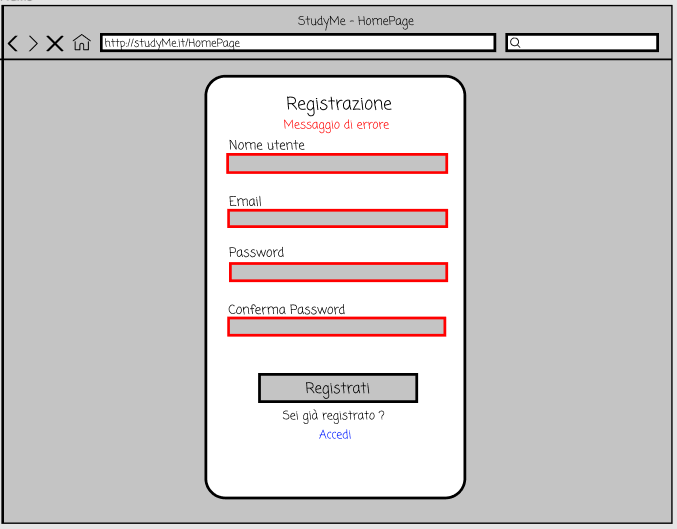 StudyMe - HomePage
http://studyMe.it/HomePage
Registrazione
Messaggio di errore
Nome utente
Email
Password
Conferma Password
Registrati
Sei già registrato ?
Accedi